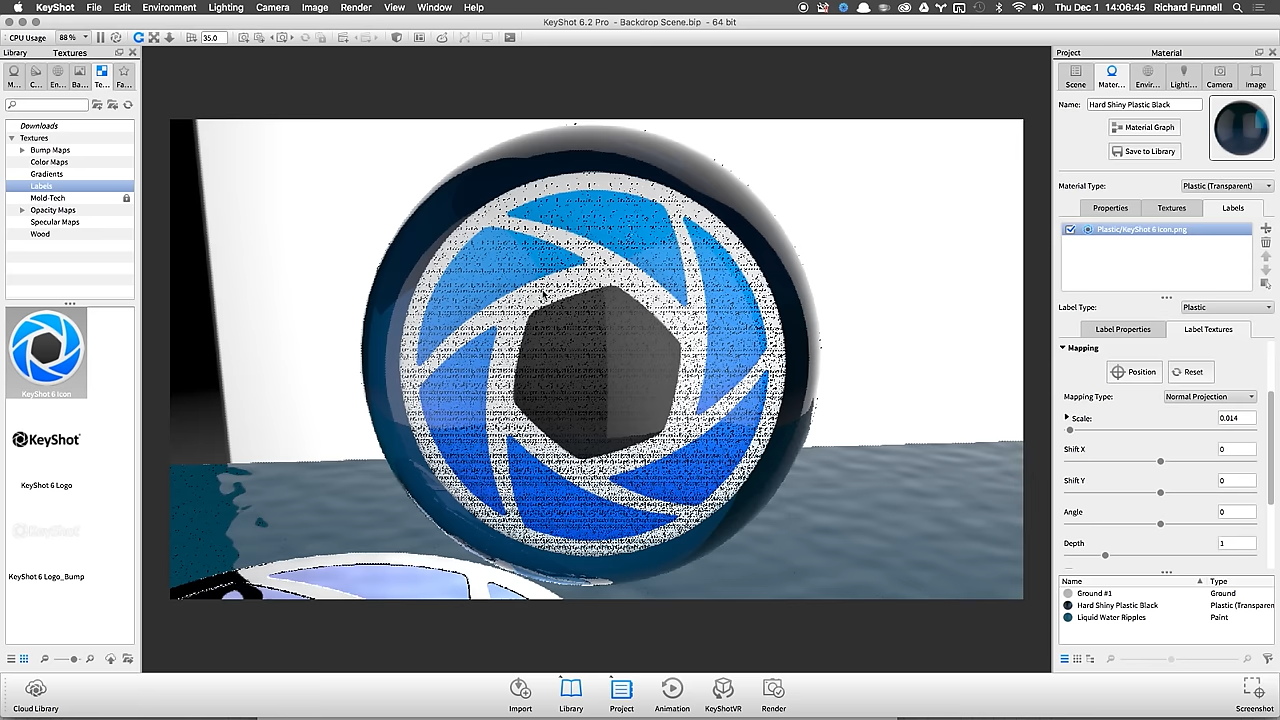 KeyShot File Edit Environment Lighting Camera Image Render View Window Help Thu Dec 1 14:06:45 Richard Funnell
KeyShot 6.2 Pro - Backdrop Scene.bip - 64 bit
CPU Usage 88 % 35.0
Library Textures
M... C... En... Ba... Te... Fa...
Downloads
Textures
Bump Maps
Color Maps
Gradients
Labels
Mold-Tech
Opacity Maps
Specular Maps
Wood
KeyShot 6 Icon
KeyShot
KeyShot 6 Logo
KeyShot
KeyShot 6 Logo_Bump
Cloud Library
Import Library Project Animation KeyShotVR Render
Screenshot
Project Material
Scene Mater... Envir... Lighti... Camera Image
Name: Hard Shiny Plastic Black
Material Graph
Save to Library
Material Type: Plastic (Transparent)
Properties Textures Labels
Plastic/KeyShot 6 Icon.png
Label Type: Plastic
Label Properties Label Textures
Mapping
Position Reset
Mapping Type: Normal Projection
Scale: 0.014
Shift X 0
Shift Y 0
Angle 0
Depth 1
Name Type
Ground #1 Ground
Hard Shiny Plastic Black Plastic (Transparen
Liquid Water Ripples Paint